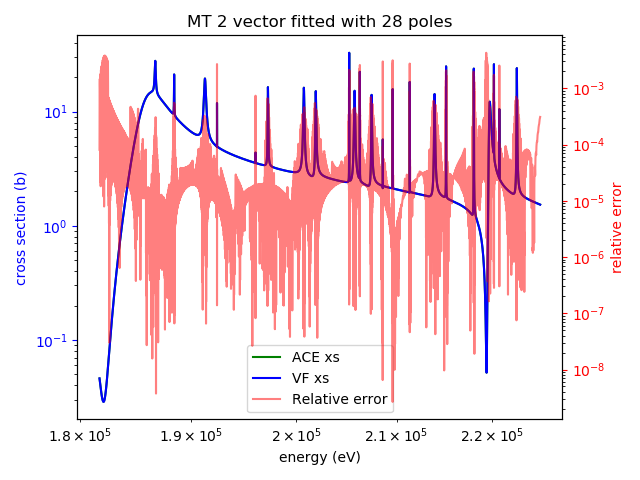 MT 2 vector fitted with 28 poles
cross section (b)
10¹
10⁰
10⁻¹
relative error
10⁻³
10⁻⁴
10⁻⁵
10⁻⁶
10⁻⁷
10⁻⁸
ACE xs
VF xs
Relative error
1.8 × 10⁵ 1.9 × 10⁵ 2 × 10⁵ 2.1 × 10⁵ 2.2 × 10⁵
energy (eV)